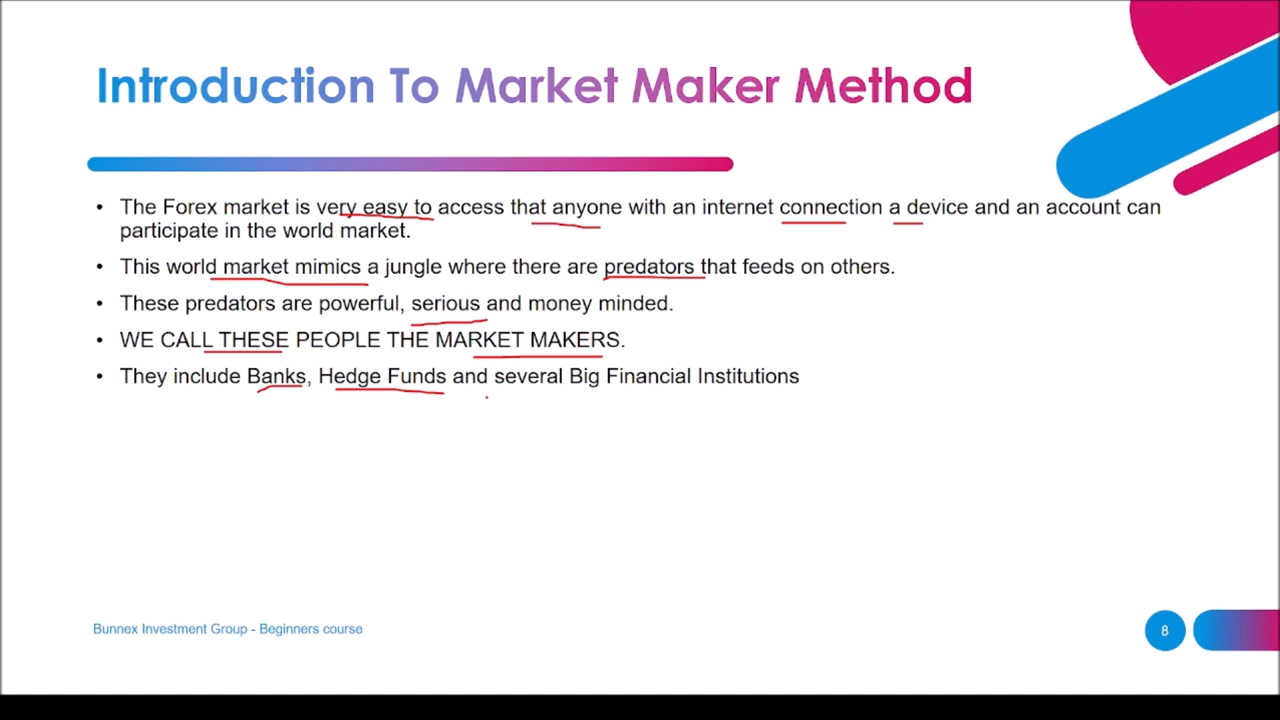 Introduction To Market Maker Method
• The Forex market is very easy to access that anyone with an internet connection a device and an account can
participate in the world market.
• This world market mimics a jungle where there are predators that feeds on others.
• These predators are powerful, serious and money minded.
• WE CALL THESE PEOPLE THE MARKET MAKERS.
• They include Banks, Hedge Funds and several Big Financial Institutions
Bunnex Investment Group - Beginners course
8